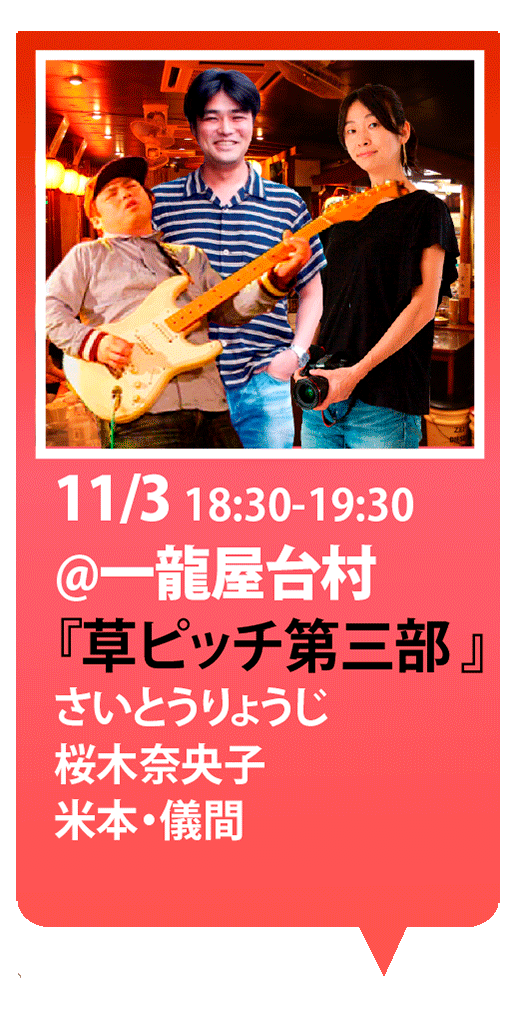 11/3 18:30-19:30
@一龍屋台村
『草ピッチ第三部』
さいとうりょうじ
桜木奈央子
米本・儀間